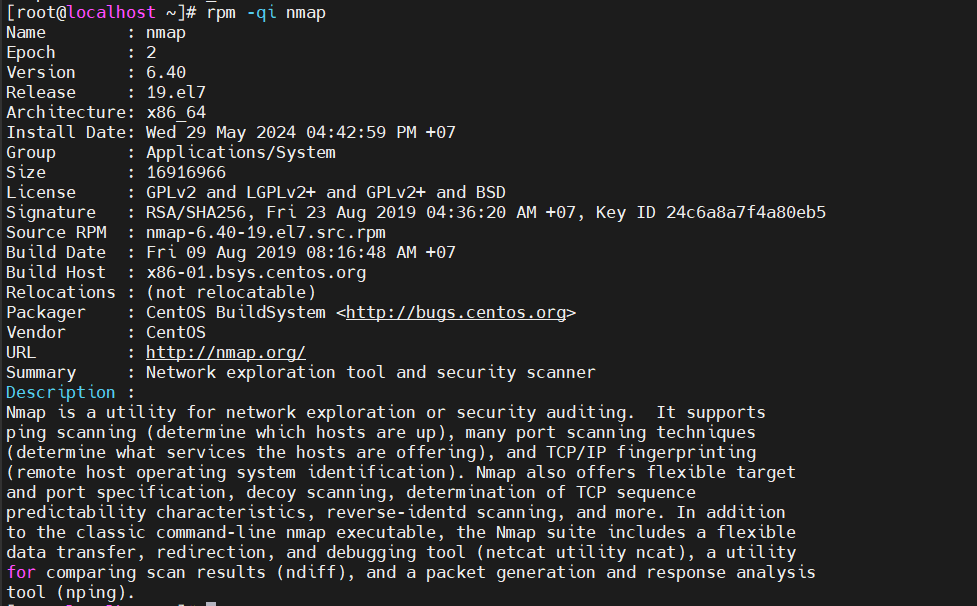 [root@localhost ~]# rpm -qi nmap
Name        : nmap
Epoch       : 2
Version     : 6.40
Release     : 19.el7
Architecture: x86_64
Install Date: Wed 29 May 2024 04:42:59 PM +07
Group       : Applications/System
Size        : 16916966
License     : GPLv2 and LGPLv2+ and GPLv2+ and BSD
Signature   : RSA/SHA256, Fri 23 Aug 2019 04:36:20 AM +07, Key ID 24c6a8a7f4a80eb5
Source RPM  : nmap-6.40-19.el7.src.rpm
Build Date  : Fri 09 Aug 2019 08:16:48 AM +07
Build Host  : x86-01.bsys.centos.org
Relocations : (not relocatable)
Packager    : CentOS BuildSystem <http://bugs.centos.org>
Vendor      : CentOS
URL         : http://nmap.org/
Summary     : Network exploration tool and security scanner
Description :
Nmap is a utility for network exploration or security auditing.  It supports
ping scanning (determine which hosts are up), many port scanning techniques
(determine what services the hosts are offering), and TCP/IP fingerprinting
(remote host operating system identification). Nmap also offers flexible target
and port specification, decoy scanning, determination of TCP sequence
predictability characteristics, reverse-identd scanning, and more. In addition
to the classic command-line nmap executable, the Nmap suite includes a flexible
data transfer, redirection, and debugging tool (netcat utility ncat), a utility
for comparing scan results (ndiff), and a packet generation and response analysis
tool (nping).